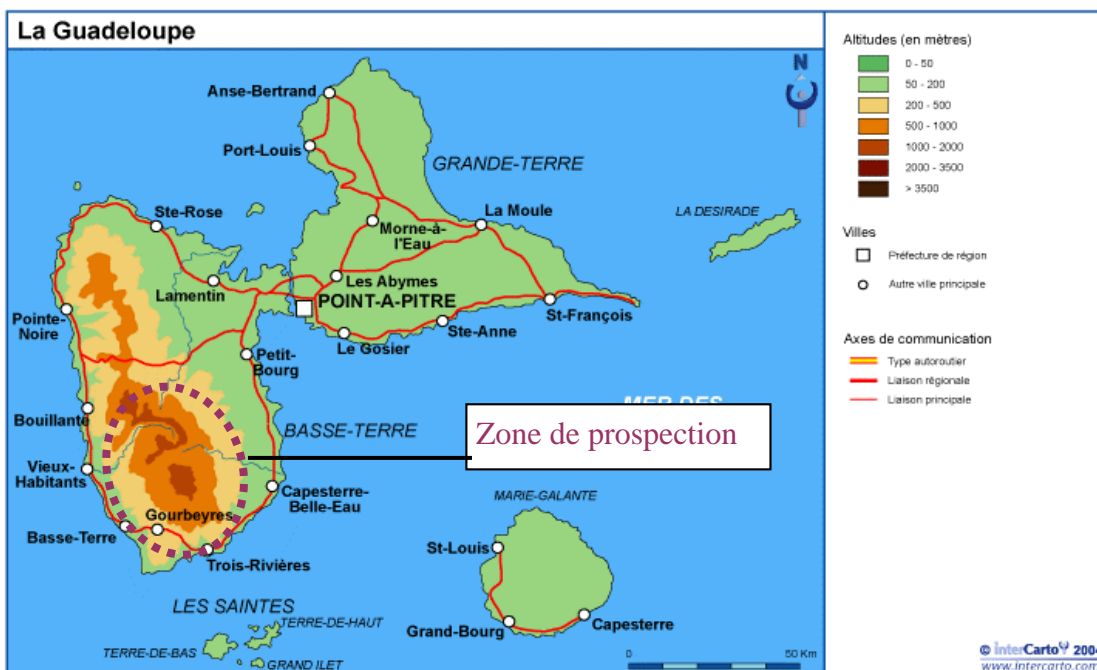 La Guadeloupe
Anse-Bertrand
Port-Louis
GRANDE-TERRE
Ste-Rose
La Moule
LA DESIRADE
Morne-à-
l'Eau
Lamentin
Les Abymes
POINT-A-PITRE
St-François
Pointe-
Noire
Ste-Anne
Le Gosier
Petit-
Bourg
Bouillante
MER DES
BASSE-TERRE
Zone de prospection
Vieux-
Habitants
Capesterre-
Belle-Eau
MARIE-GALANTE
Gourbeyres
Basse-Terre
St-Louis
Trois-Rivières
LES SAINTES
TERRE-DE-HAUT
Grand-Bourg
Capesterre
TERRE-DE-BAS
GRAND ILET
0
50 Km
N
Altitudes (en mètres)
0 - 50
50 - 200
200 - 500
500 - 1000
1000 - 2000
2000 - 3500
> 3500
Villes
Préfecture de région
Autre ville principale
Axes de communication
Type autoroutier
Liaison régionale
Liaison principale
© InterCarto 2004
www.intercarto.com